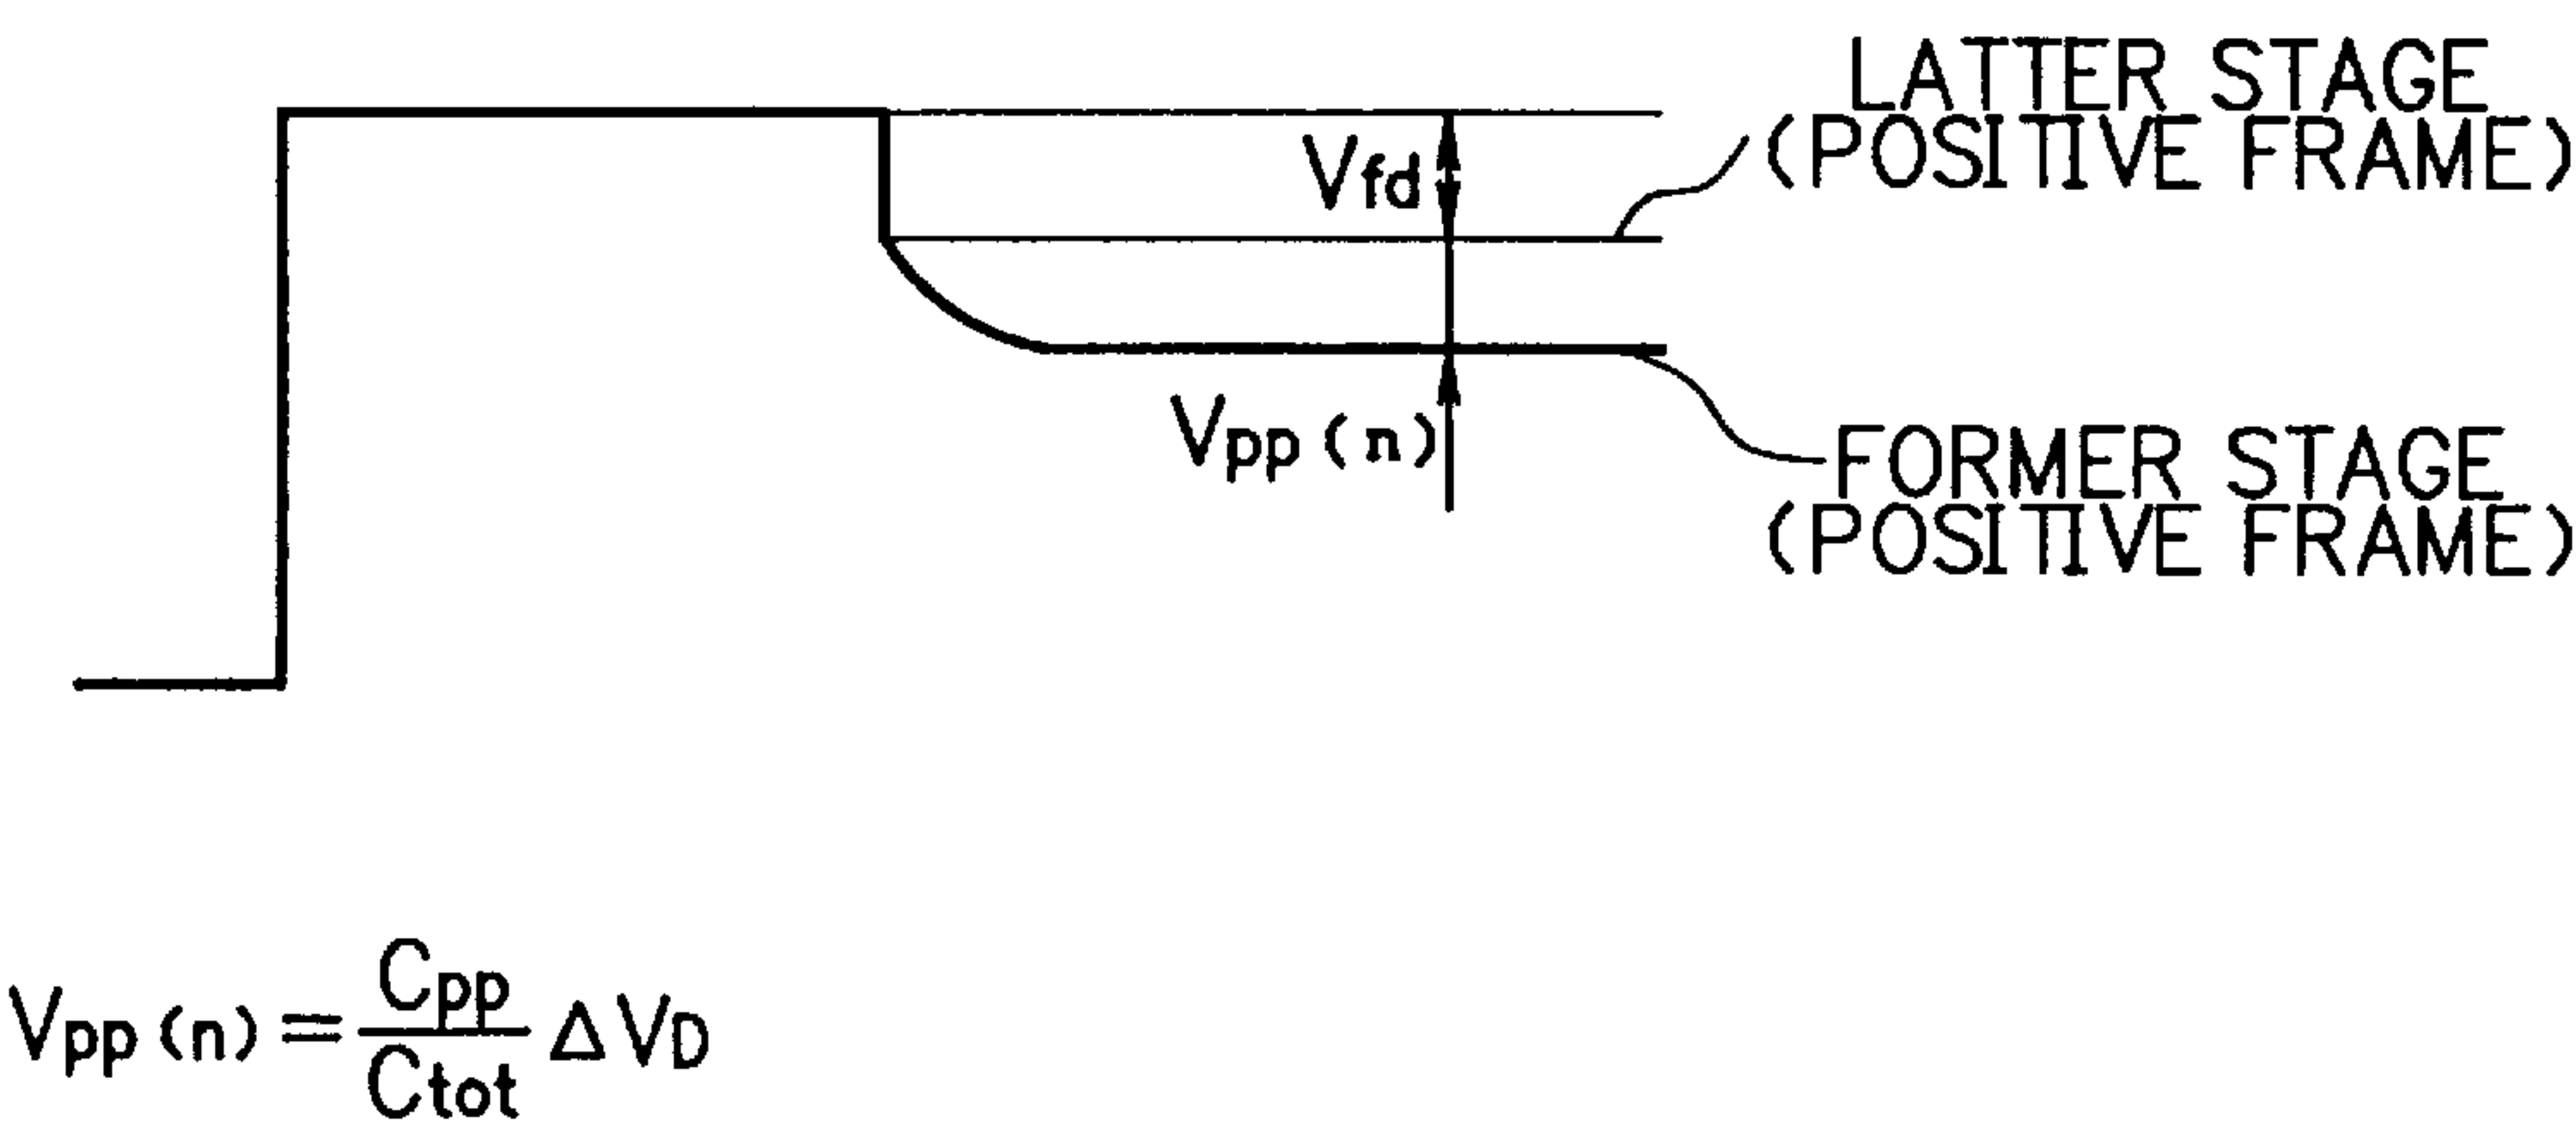 LATTER STAGE
(POSITIVE FRAME)
Vfd
Vpp(n)
FORMER STAGE
(POSITIVE FRAME)
Vpp(n)=Cpp/Ctot ΔVD